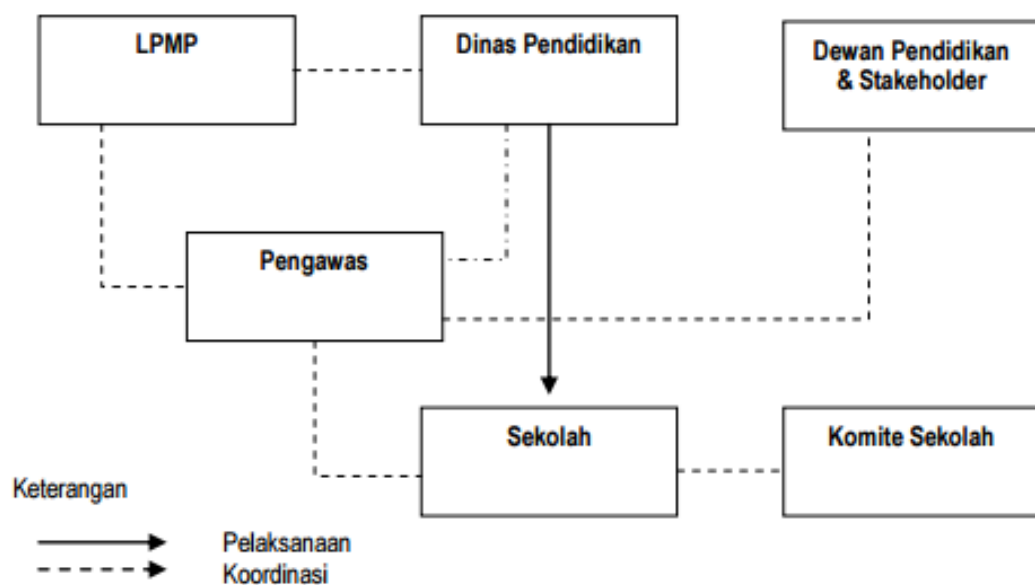 LPMP
Dinas Pendidikan
Dewan Pendidikan
& Stakeholder
Pengawas
Sekolah
Komite Sekolah
Keterangan
Pelaksanaan
Koordinasi